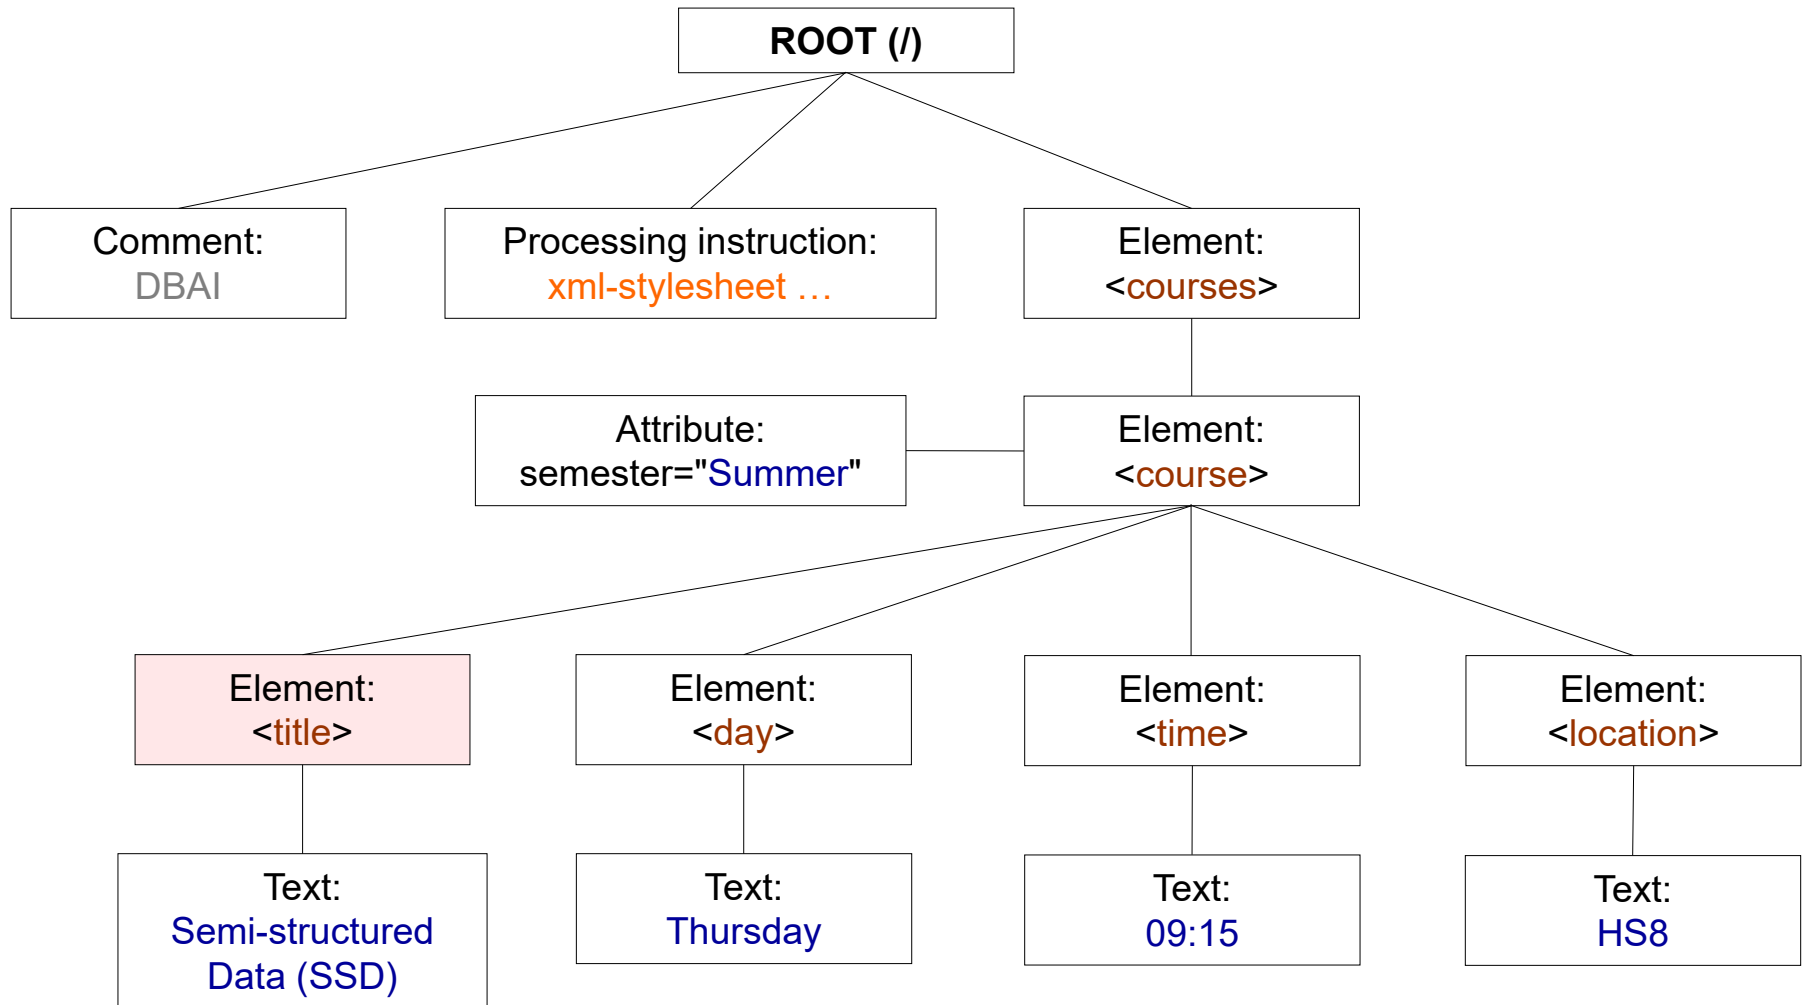 ROOT (/)
Comment:
DBAI
Processing instruction:
xml-stylesheet …
Element:
<courses>
Attribute:
semester="Summer"
Element:
<course>
Element:
<title>
Element:
<day>
Element:
<time>
Element:
<location>
Text:
Semi-structured
Data (SSD)
Text:
Thursday
Text:
09:15
Text:
HS8